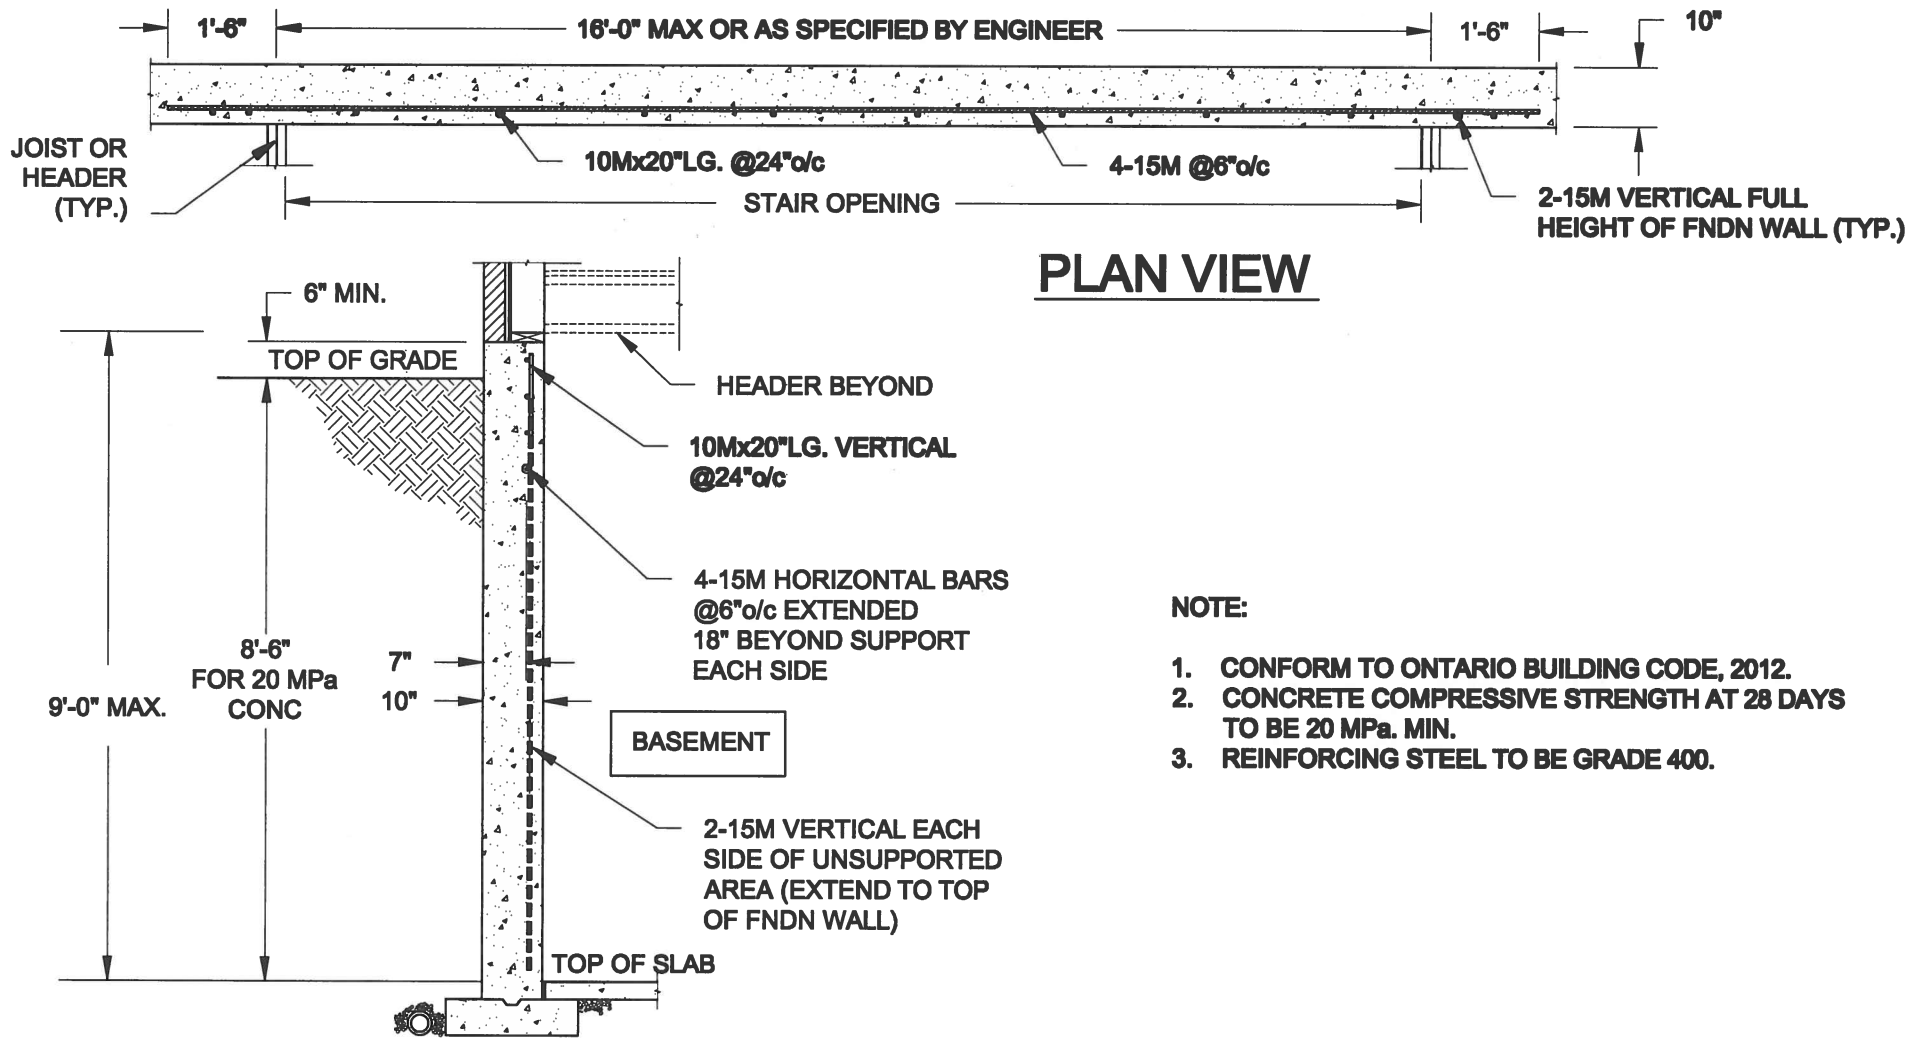 1'-6"
16'-0" MAX OR AS SPECIFIED BY ENGINEER
1'-6"
10"
JOIST OR
HEADER
(TYP.)
10Mx20"LG. @24"o/c
4-15M @6"o/c
STAIR OPENING
2-15M VERTICAL FULL
HEIGHT OF FNDN WALL (TYP.)
PLAN VIEW
6" MIN.
TOP OF GRADE
HEADER BEYOND
10Mx20"LG. VERTICAL
@24"o/c
4-15M HORIZONTAL BARS
@6"o/c EXTENDED
18" BEYOND SUPPORT
EACH SIDE
8'-6"
FOR 20 MPa
CONC
9'-0" MAX.
7"
10"
BASEMENT
2-15M VERTICAL EACH
SIDE OF UNSUPPORTED
AREA (EXTEND TO TOP
OF FNDN WALL)
TOP OF SLAB
NOTE:
1. CONFORM TO ONTARIO BUILDING CODE, 2012.
2. CONCRETE COMPRESSIVE STRENGTH AT 28 DAYS
TO BE 20 MPa. MIN.
3. REINFORCING STEEL TO BE GRADE 400.